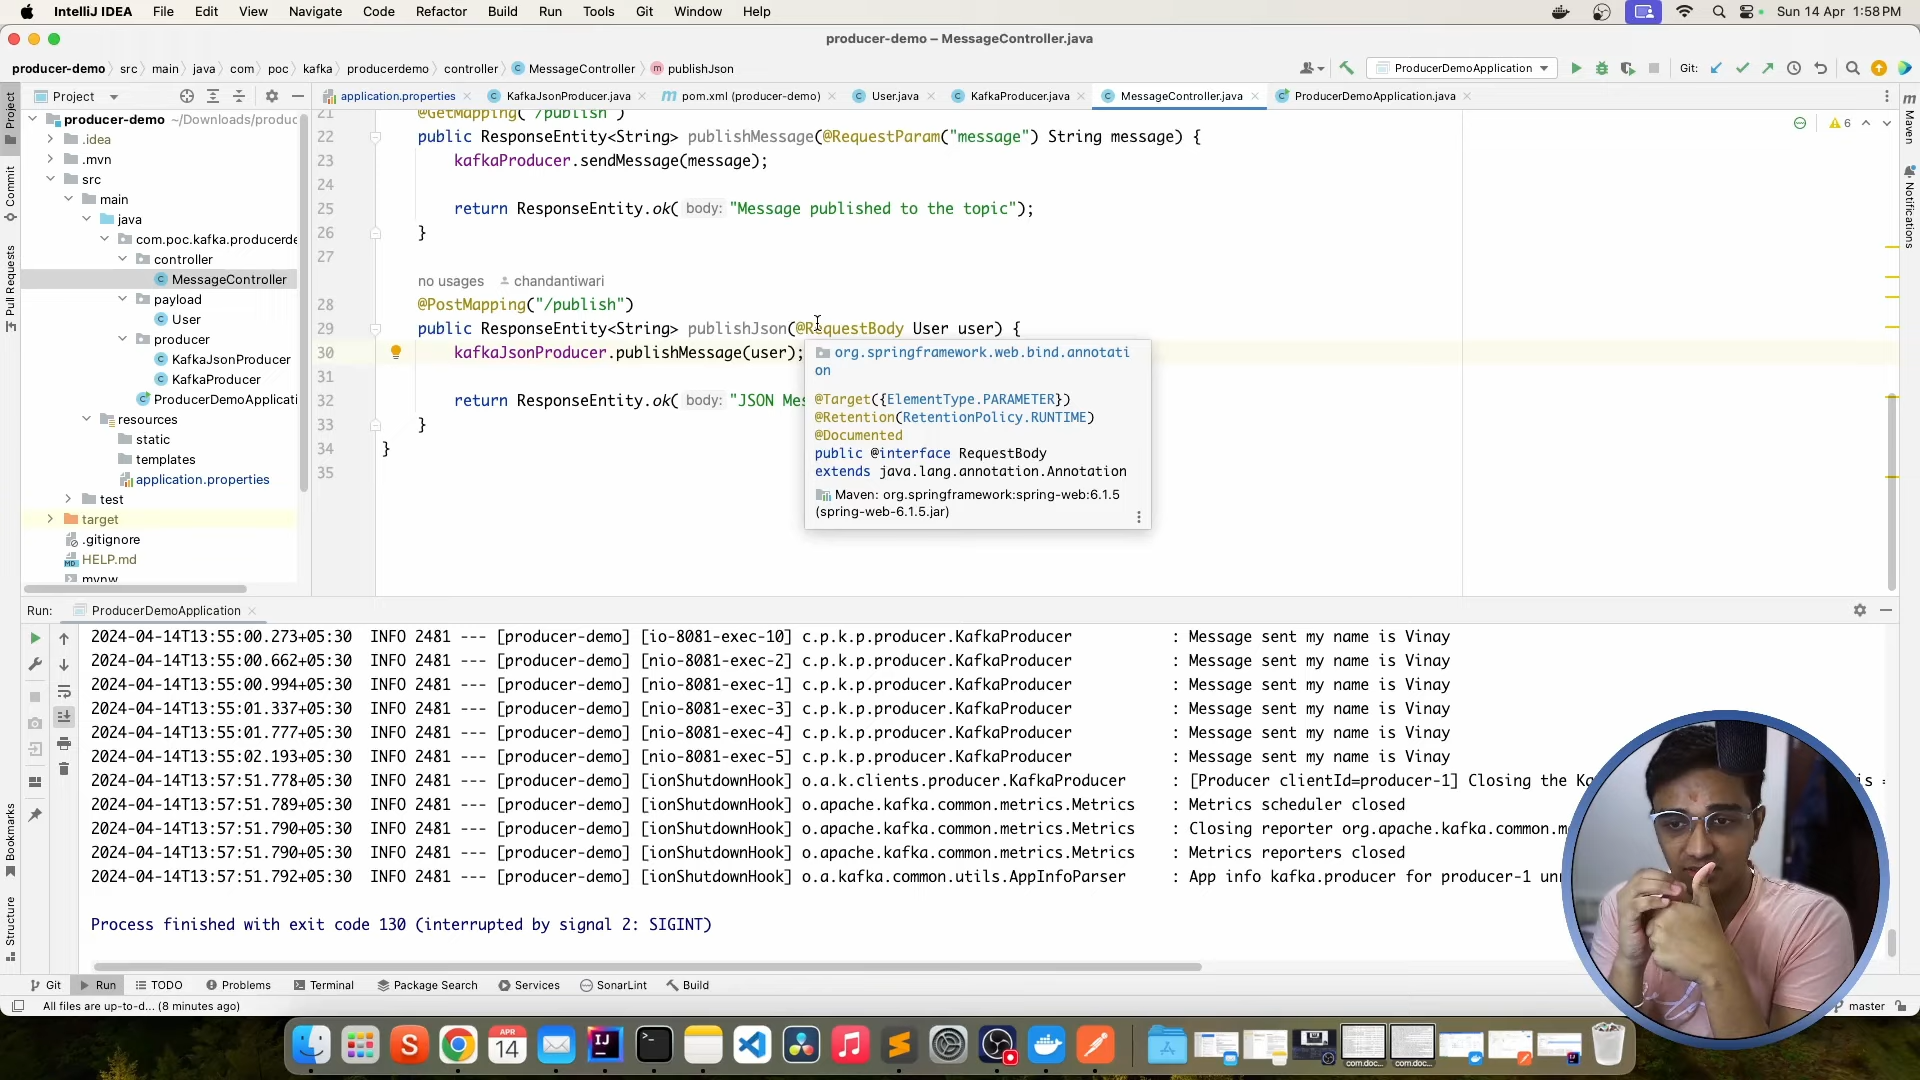 IntelliJ IDEA File Edit View Navigate Code Refactor Build Run Tools Git Window Help Sun 14 Apr 1:58 PM
producer-demo – MessageController.java
producer-demo src main java com poc kafka producerdemo controller MessageController publishJson ProducerDemoApplication Git:
Project application.properties KafkaJsonProducer.java pom.xml (producer-demo) User.java KafkaProducer.java MessageController.java ProducerDemoApplication.java
producer-demo ~/Downloads/produc
.idea
.mvn
src
main
java
com.poc.kafka.producerde
controller
MessageController
payload
User
producer
KafkaJsonProducer
KafkaProducer
ProducerDemoApplicati
resources
static
templates
application.properties
test
target
.gitignore
HELP.md
mvnw
Project
Commit
Pull Requests
Bookmarks
Structure
Maven
Notifications
6
21 @GetMapping("/publish")
22 public ResponseEntity<String> publishMessage(@RequestParam("message") String message) {
23 kafkaProducer.sendMessage(message);
24
25 return ResponseEntity.ok( body: "Message published to the topic");
26 }
27
no usages chandantiwari
28 @PostMapping("/publish")
29 public ResponseEntity<String> publishJson(@RequestBody User user) {
30 kafkaJsonProducer.publishMessage(user);
31
32 return ResponseEntity.ok( body: "JSON Mes
33 }
34 }
35
org.springframework.web.bind.annotati
on
@Target({ElementType.PARAMETER})
@Retention(RetentionPolicy.RUNTIME)
@Documented
public @interface RequestBody
extends java.lang.annotation.Annotation
Maven: org.springframework:spring-web:6.1.5
(spring-web-6.1.5.jar)
Run: ProducerDemoApplication
2024-04-14T13:55:00.273+05:30 INFO 2481 --- [producer-demo] [io-8081-exec-10] c.p.k.p.producer.KafkaProducer : Message sent my name is Vinay
2024-04-14T13:55:00.662+05:30 INFO 2481 --- [producer-demo] [nio-8081-exec-2] c.p.k.p.producer.KafkaProducer : Message sent my name is Vinay
2024-04-14T13:55:00.994+05:30 INFO 2481 --- [producer-demo] [nio-8081-exec-1] c.p.k.p.producer.KafkaProducer : Message sent my name is Vinay
2024-04-14T13:55:01.337+05:30 INFO 2481 --- [producer-demo] [nio-8081-exec-3] c.p.k.p.producer.KafkaProducer : Message sent my name is Vinay
2024-04-14T13:55:01.777+05:30 INFO 2481 --- [producer-demo] [nio-8081-exec-4] c.p.k.p.producer.KafkaProducer : Message sent my name is Vinay
2024-04-14T13:55:02.193+05:30 INFO 2481 --- [producer-demo] [nio-8081-exec-5] c.p.k.p.producer.KafkaProducer : Message sent my name is Vinay
2024-04-14T13:57:51.778+05:30 INFO 2481 --- [producer-demo] [ionShutdownHook] o.a.k.clients.producer.KafkaProducer : [Producer clientId=producer-1] Closing the Ka is =
2024-04-14T13:57:51.789+05:30 INFO 2481 --- [producer-demo] [ionShutdownHook] o.apache.kafka.common.metrics.Metrics : Metrics scheduler closed
2024-04-14T13:57:51.790+05:30 INFO 2481 --- [producer-demo] [ionShutdownHook] o.apache.kafka.common.metrics.Metrics : Closing reporter org.apache.kafka.common.m
2024-04-14T13:57:51.790+05:30 INFO 2481 --- [producer-demo] [ionShutdownHook] o.apache.kafka.common.metrics.Metrics : Metrics reporters closed
2024-04-14T13:57:51.792+05:30 INFO 2481 --- [producer-demo] [ionShutdownHook] o.a.kafka.common.utils.AppInfoParser : App info kafka.producer for producer-1 unr
Process finished with exit code 130 (interrupted by signal 2: SIGINT)
Git Run TODO Problems Terminal Package Search Services SonarLint Build
All files are up-to-d... (8 minutes ago) master
APR
14
com.doc... com.doc...